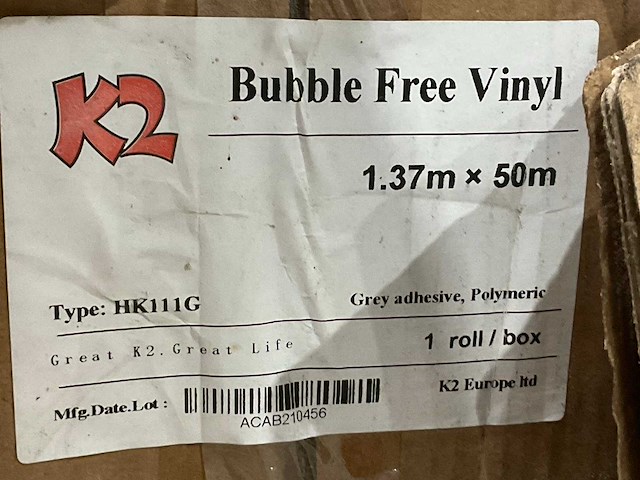 K2
Bubble Free Vinyl
1.37m × 50m
Type: HK111G
Grey adhesive, Polymeric
Great K2.Great Life
1 roll / box
K2 Europe ltd
Mfg.Date.Lot :
ACAB210456